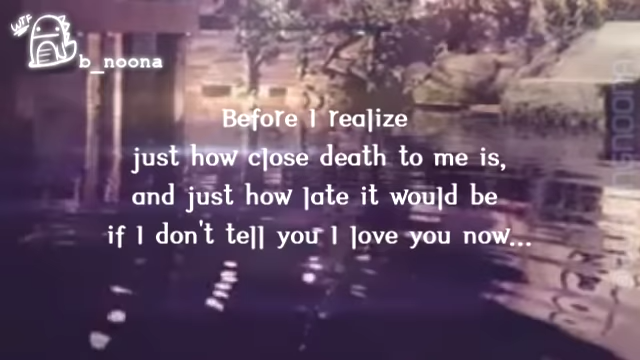 WTF
b_noona
Before I realize
just how close death to me is,
and just how late it would be
if I don't tell you I love you now...